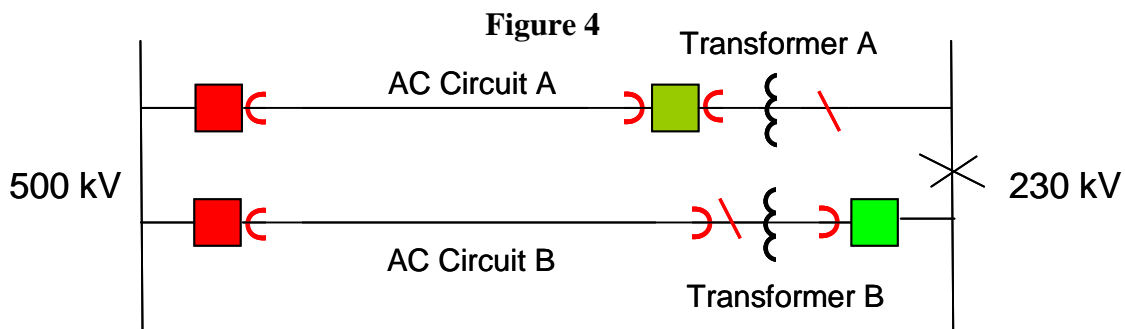 Figure 4
Transformer A
AC Circuit A
500 kV
230 kV
AC Circuit B
Transformer B